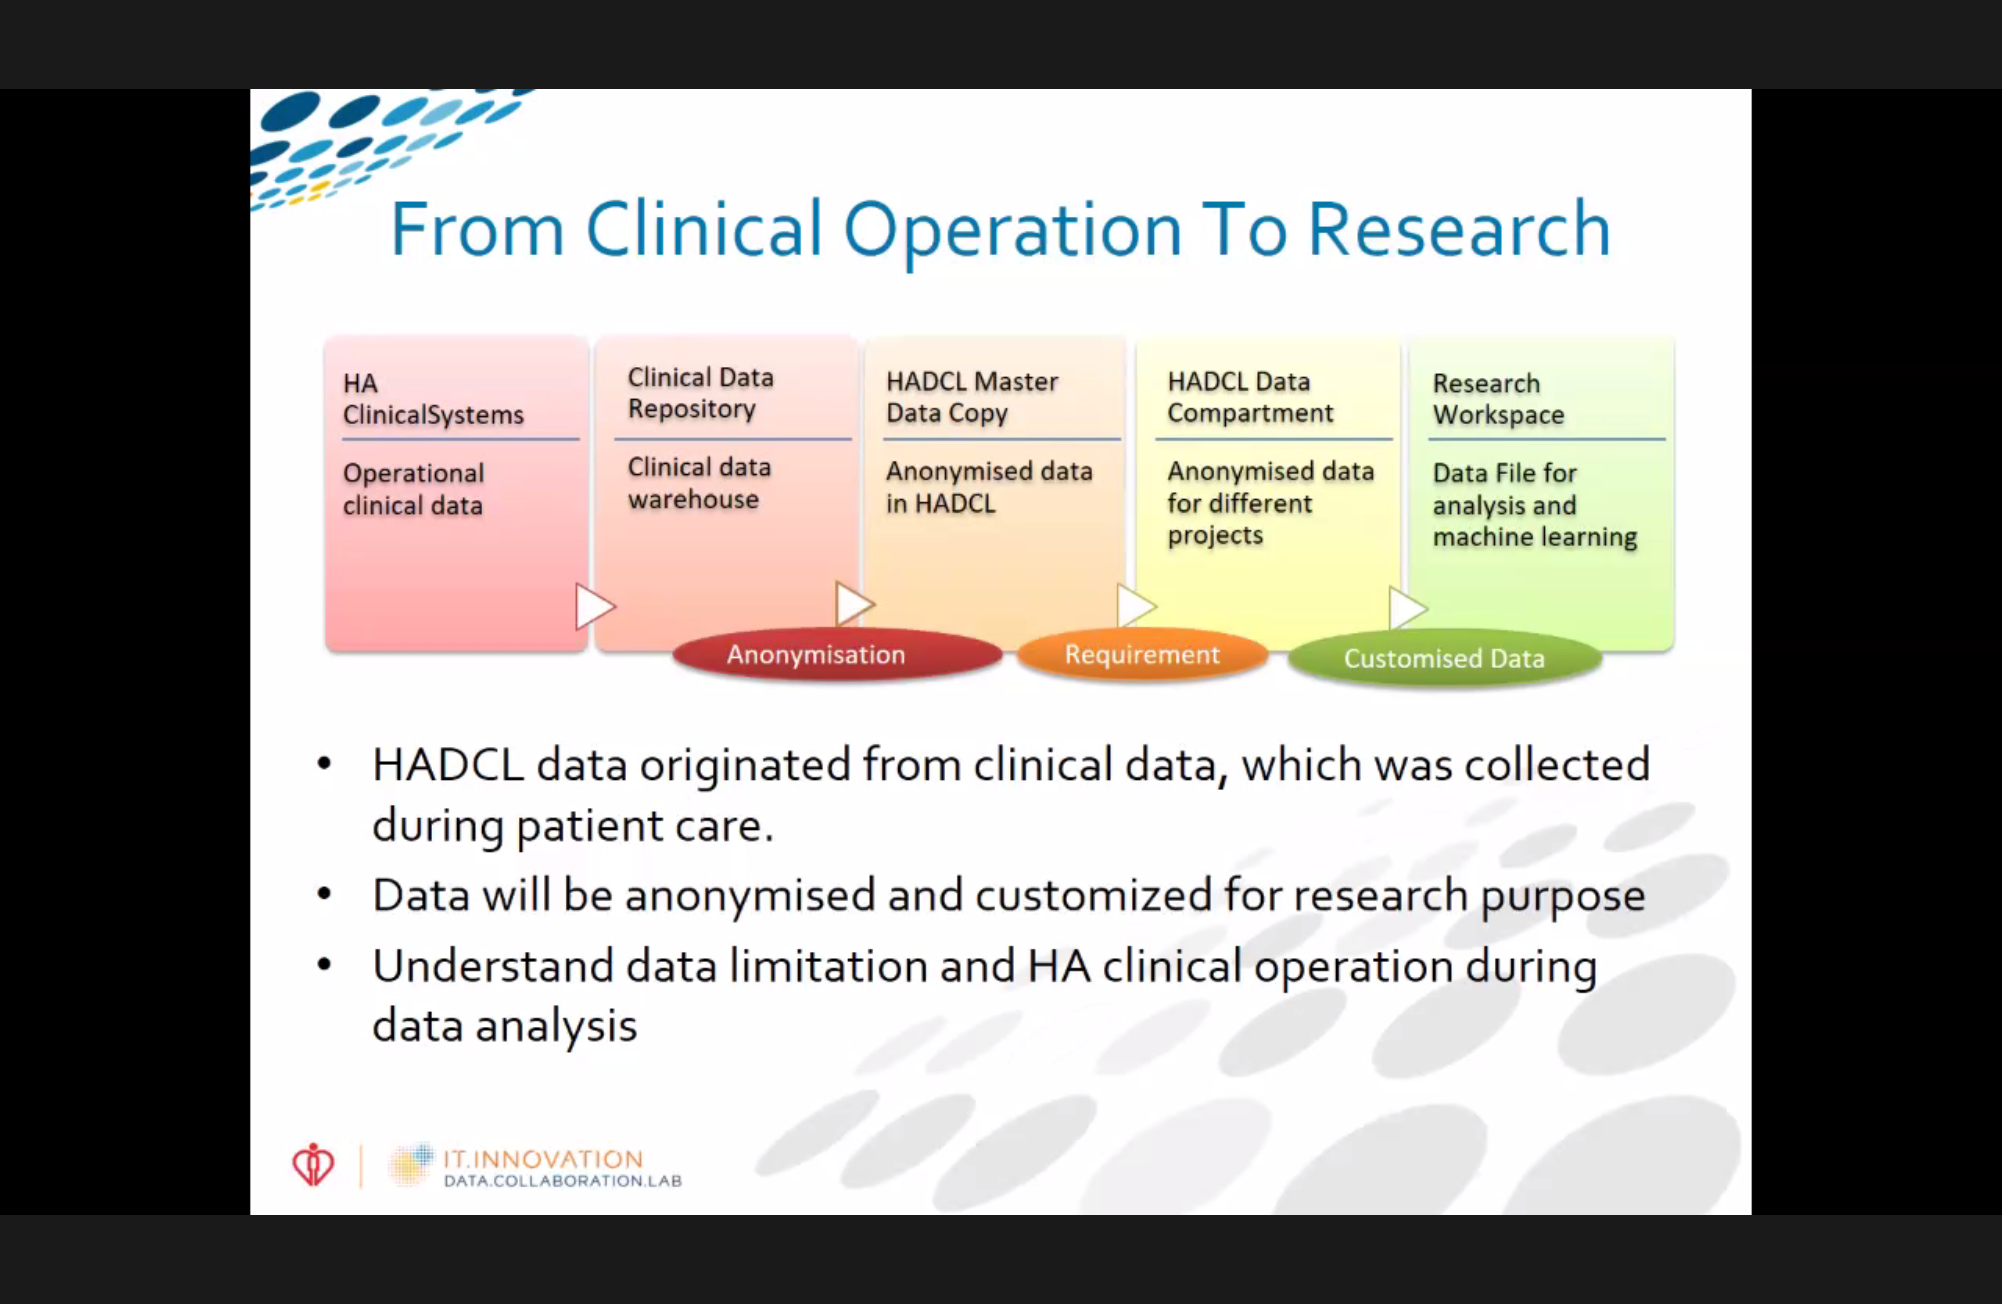 From Clinical Operation To Research
HA
ClinicalSystems
Operational
clinical data
Clinical Data
Repository
Clinical data
warehouse
HADCL Master
Data Copy
Anonymised data
in HADCL
HADCL Data
Compartment
Anonymised data
for different
projects
Research
Workspace
Data File for
analysis and
machine learning
Anonymisation
Requirement
Customised Data
• HADCL data originated from clinical data, which was collected
during patient care.
• Data will be anonymised and customized for research purpose
• Understand data limitation and HA clinical operation during
data analysis
IT.INNOVATION
DATA.COLLABORATION.LAB